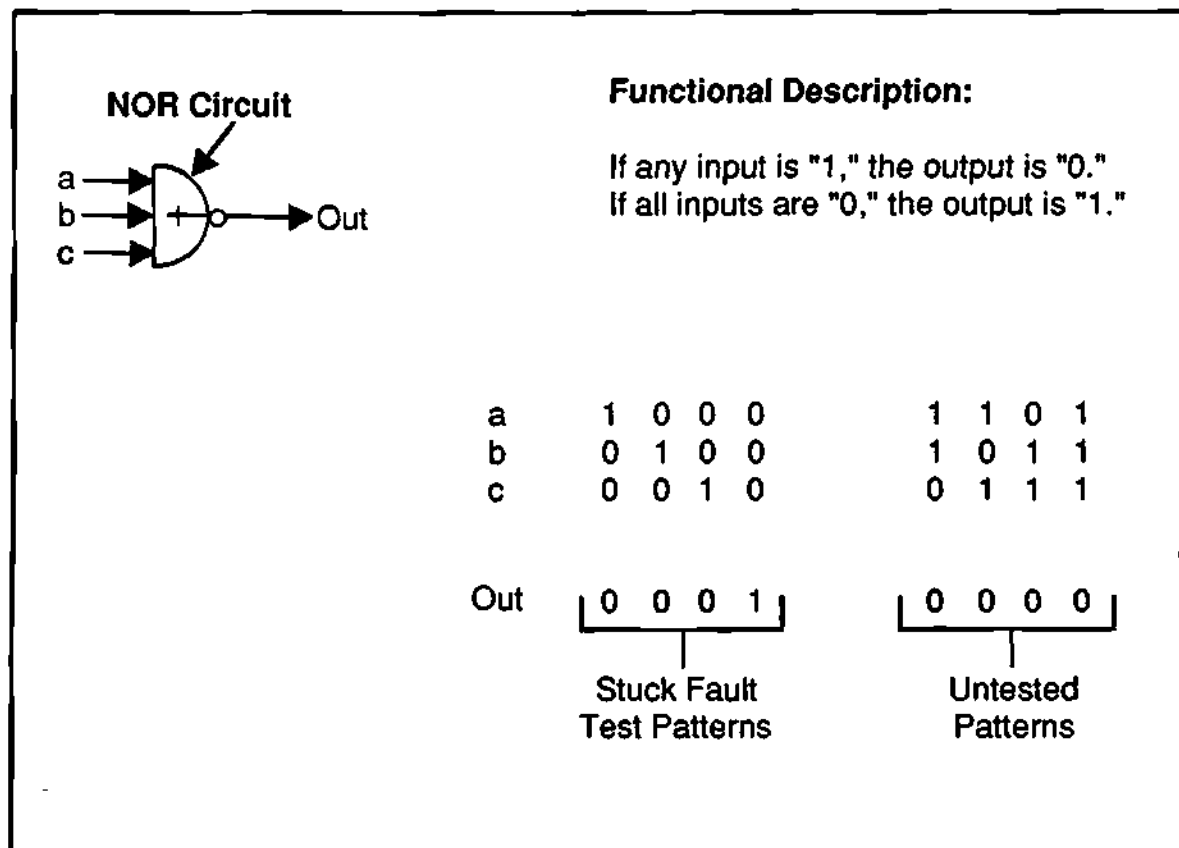 NOR Circuit
a
b
c
+
Out
Functional Description:
If any input is "1," the output is "0."
If all inputs are "0," the output is "1."
a 1 0 0 0 1 1 0 1
b 0 1 0 0 1 0 1 1
c 0 0 1 0 0 1 1 1
Out 0 0 0 1 0 0 0 0
Stuck Fault
Test Patterns
Untested
Patterns